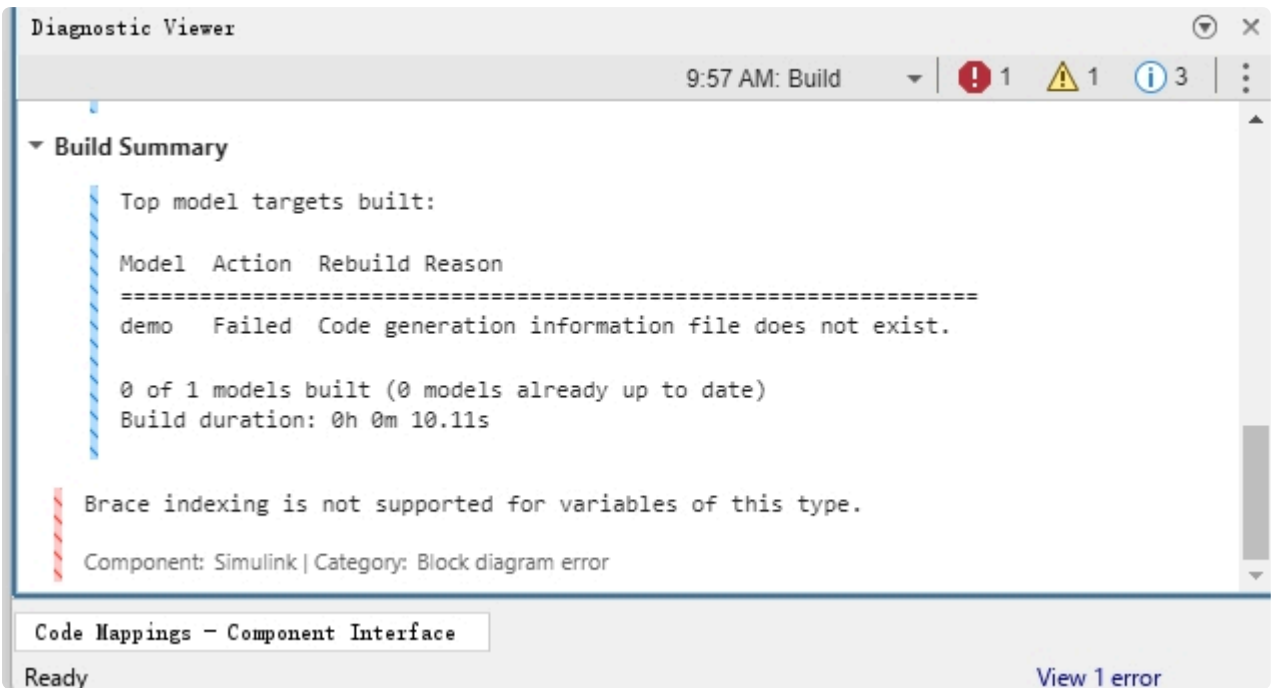 Diagnostic Viewer
9:57 AM: Build 1 1 3
Build Summary
Top model targets built:
Model Action Rebuild Reason
=================================================================
demo Failed Code generation information file does not exist.
0 of 1 models built (0 models already up to date)
Build duration: 0h 0m 10.11s
Brace indexing is not supported for variables of this type.
Component: Simulink | Category: Block diagram error
Code Mappings - Component Interface
Ready View 1 error